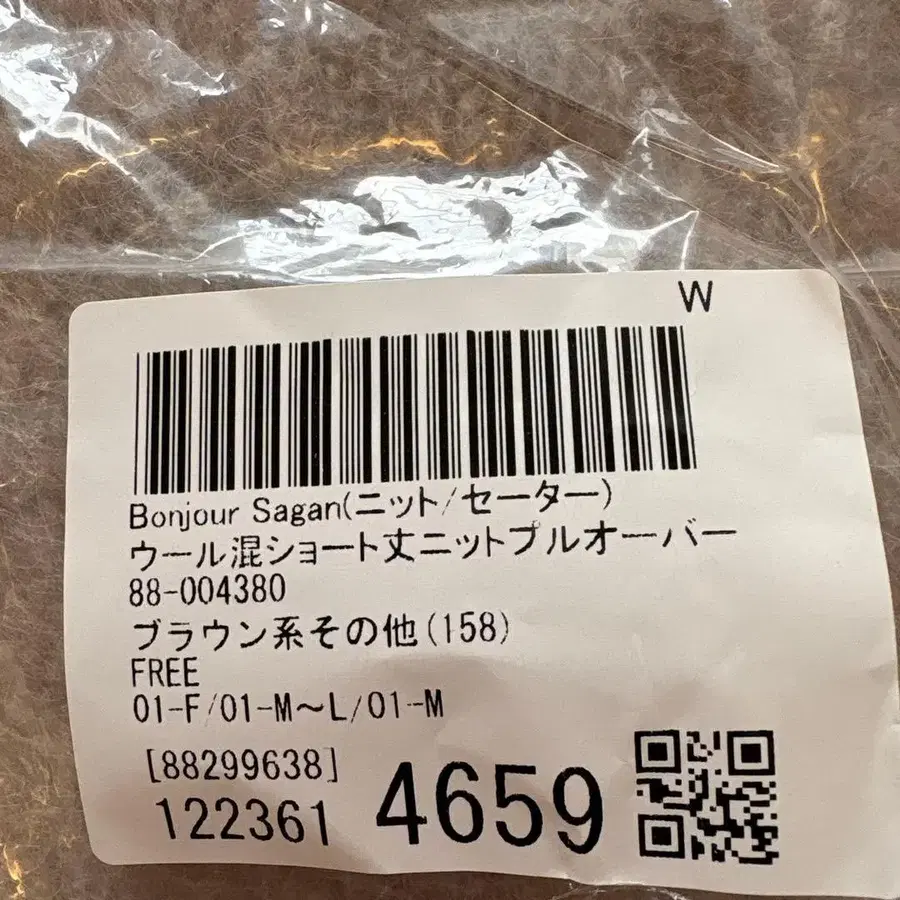 W
Bonjour Sagan(ニット/セーター)
ウール混ショート丈ニットプルオーバー
88-004380
ブラウン系その他(158)
FREE
01-F/01-M～L/01-M
[88299638]
122361 4659